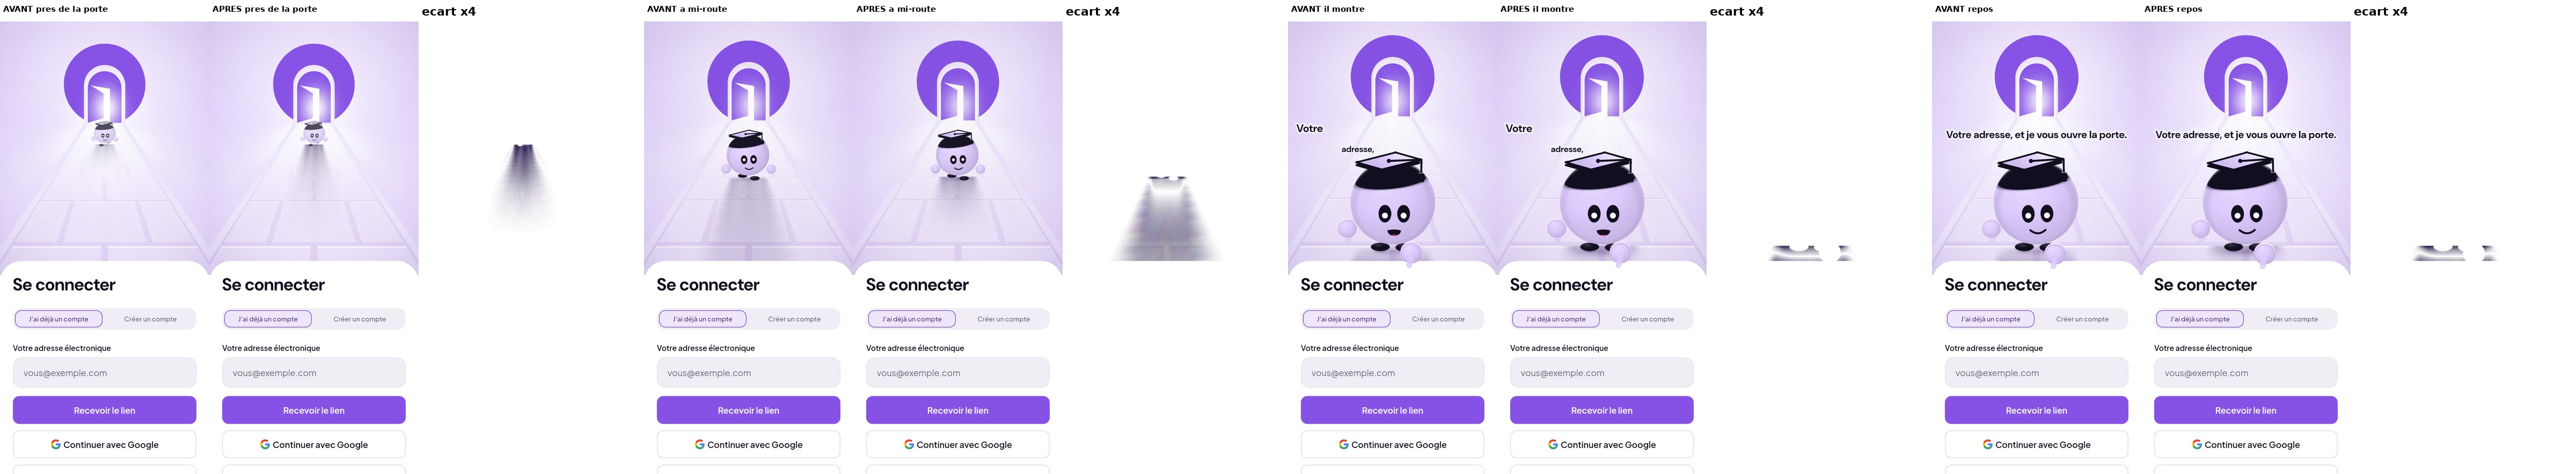 AVANT pres de la porte
APRES pres de la porte
ecart x4
Se connecter
J'ai déjà un compte
Créer un compte
Votre adresse électronique
vous@exemple.com
Recevoir le lien
Continuer avec Google
Se connecter
J'ai déjà un compte
Créer un compte
Votre adresse électronique
vous@exemple.com
Recevoir le lien
Continuer avec Google
AVANT a mi-route
APRES a mi-route
ecart x4
Se connecter
J'ai déjà un compte
Créer un compte
Votre adresse électronique
vous@exemple.com
Recevoir le lien
Continuer avec Google
Se connecter
J'ai déjà un compte
Créer un compte
Votre adresse électronique
vous@exemple.com
Recevoir le lien
Continuer avec Google
AVANT il montre
APRES il montre
ecart x4
Votre
adresse,
Se connecter
J'ai déjà un compte
Créer un compte
Votre adresse électronique
vous@exemple.com
Recevoir le lien
Continuer avec Google
Votre
adresse,
Se connecter
J'ai déjà un compte
Créer un compte
Votre adresse électronique
vous@exemple.com
Recevoir le lien
Continuer avec Google
AVANT repos
APRES repos
ecart x4
Votre adresse, et je vous ouvre la porte.
Se connecter
J'ai déjà un compte
Créer un compte
Votre adresse électronique
vous@exemple.com
Recevoir le lien
Continuer avec Google
Votre adresse, et je vous ouvre la porte.
Se connecter
J'ai déjà un compte
Créer un compte
Votre adresse électronique
vous@exemple.com
Recevoir le lien
Continuer avec Google